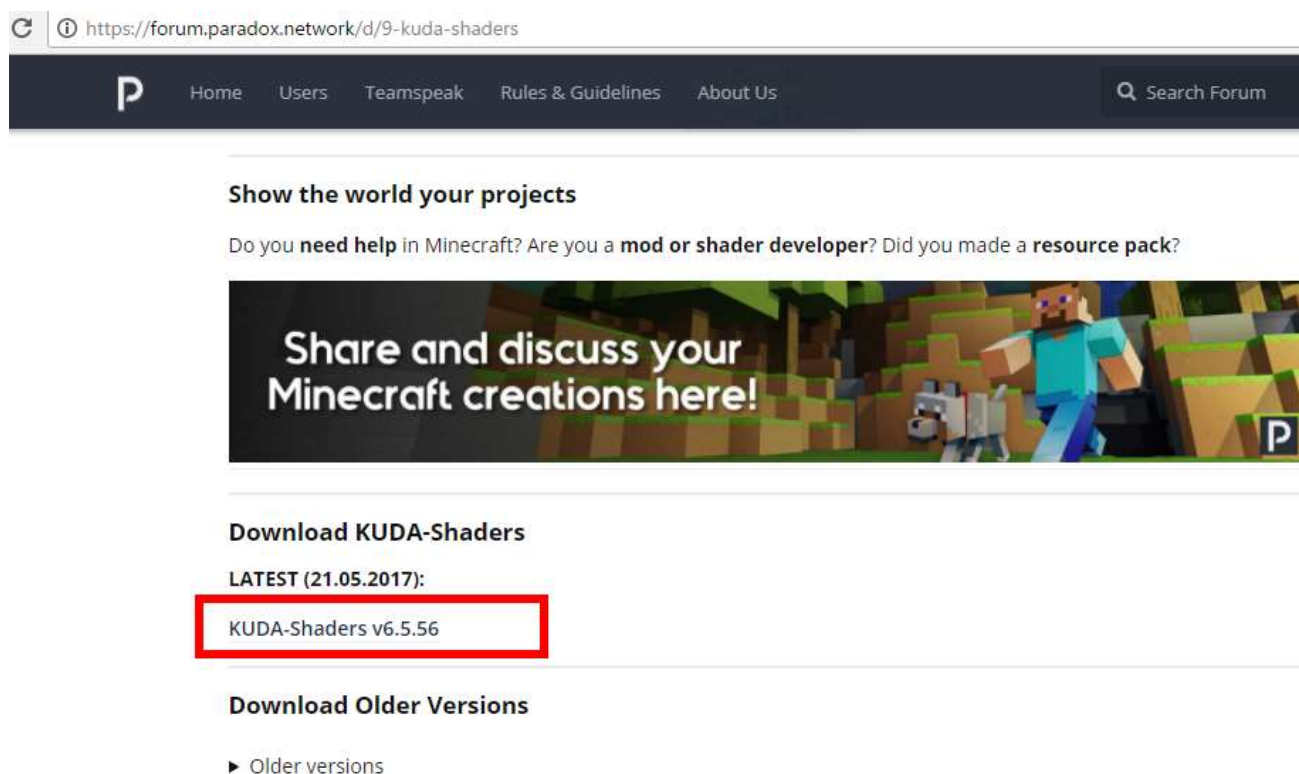 https://forum.paradox.network/d/9-kuda-shaders
P Home Users Teamspeak Rules & Guidelines About Us Search Forum
Show the world your projects
Do you need help in Minecraft? Are you a mod or shader developer? Did you made a resource pack?
Share and discuss your
Minecraft creations here!
P
Download KUDA-Shaders
LATEST (21.05.2017):
KUDA-Shaders v6.5.56
Download Older Versions
Older versions